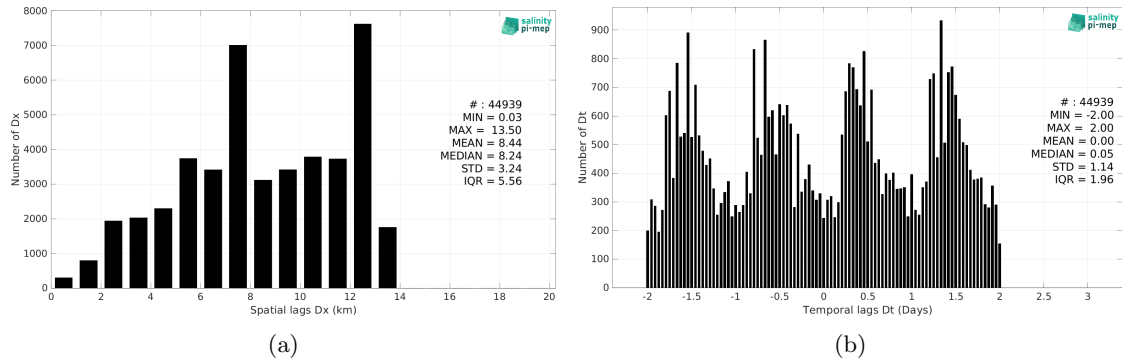 8000
7000
6000
5000
4000
3000
2000
1000
0
Number of Dx
0 2 4 6 8 10 12 14 16 18 20
Spatial lags Dx (km)
salinity
pi-mep
# : 44939
MIN = 0.03
MAX = 13.50
MEAN = 8.44
MEDIAN = 8.24
STD = 3.24
IQR = 5.56
(a)
900
800
700
600
500
400
300
200
100
0
Number of Dt
-2 -1.5 -1 -0.5 0 0.5 1 1.5 2 2.5 3
Temporal lags Dt (Days)
salinity
pi-mep
# : 44939
MIN = -2.00
MAX = 2.00
MEAN = 0.00
MEDIAN = 0.05
STD = 1.14
IQR = 1.96
(b)